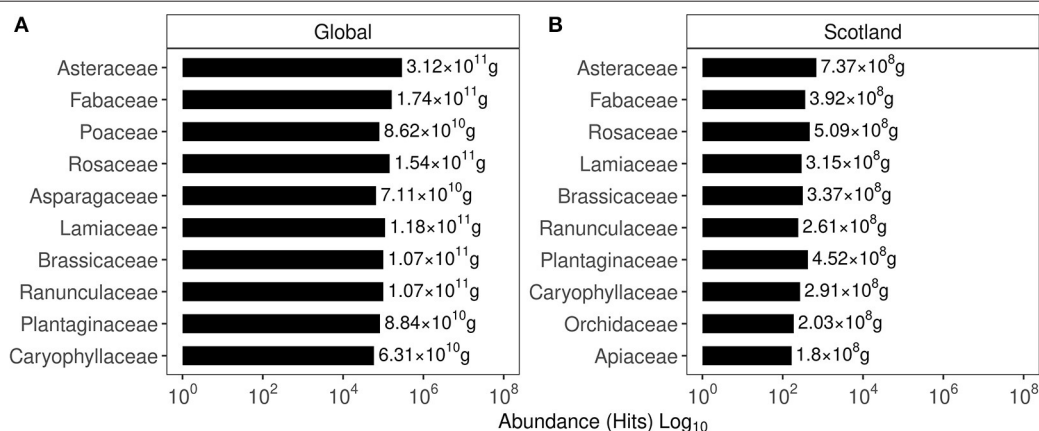 A
Global
Asteraceae 3.12×10¹¹g
Fabaceae 1.74×10¹¹g
Poaceae 8.62×10¹⁰g
Rosaceae 1.54×10¹¹g
Asparagaceae 7.11×10¹⁰g
Lamiaceae 1.18×10¹¹g
Brassicaceae 1.07×10¹¹g
Ranunculaceae 1.07×10¹¹g
Plantaginaceae 8.84×10¹⁰g
Caryophyllaceae 6.31×10¹⁰g
10⁰ 10² 10⁴ 10⁶ 10⁸
B
Scotland
Asteraceae 7.37×10⁸g
Fabaceae 3.92×10⁸g
Rosaceae 5.09×10⁸g
Lamiaceae 3.15×10⁸g
Brassicaceae 3.37×10⁸g
Ranunculaceae 2.61×10⁸g
Plantaginaceae 4.52×10⁸g
Caryophyllaceae 2.91×10⁸g
Orchidaceae 2.03×10⁸g
Apiaceae 1.8×10⁸g
10⁰ 10² 10⁴ 10⁶ 10⁸
Abundance (Hits) Log₁₀